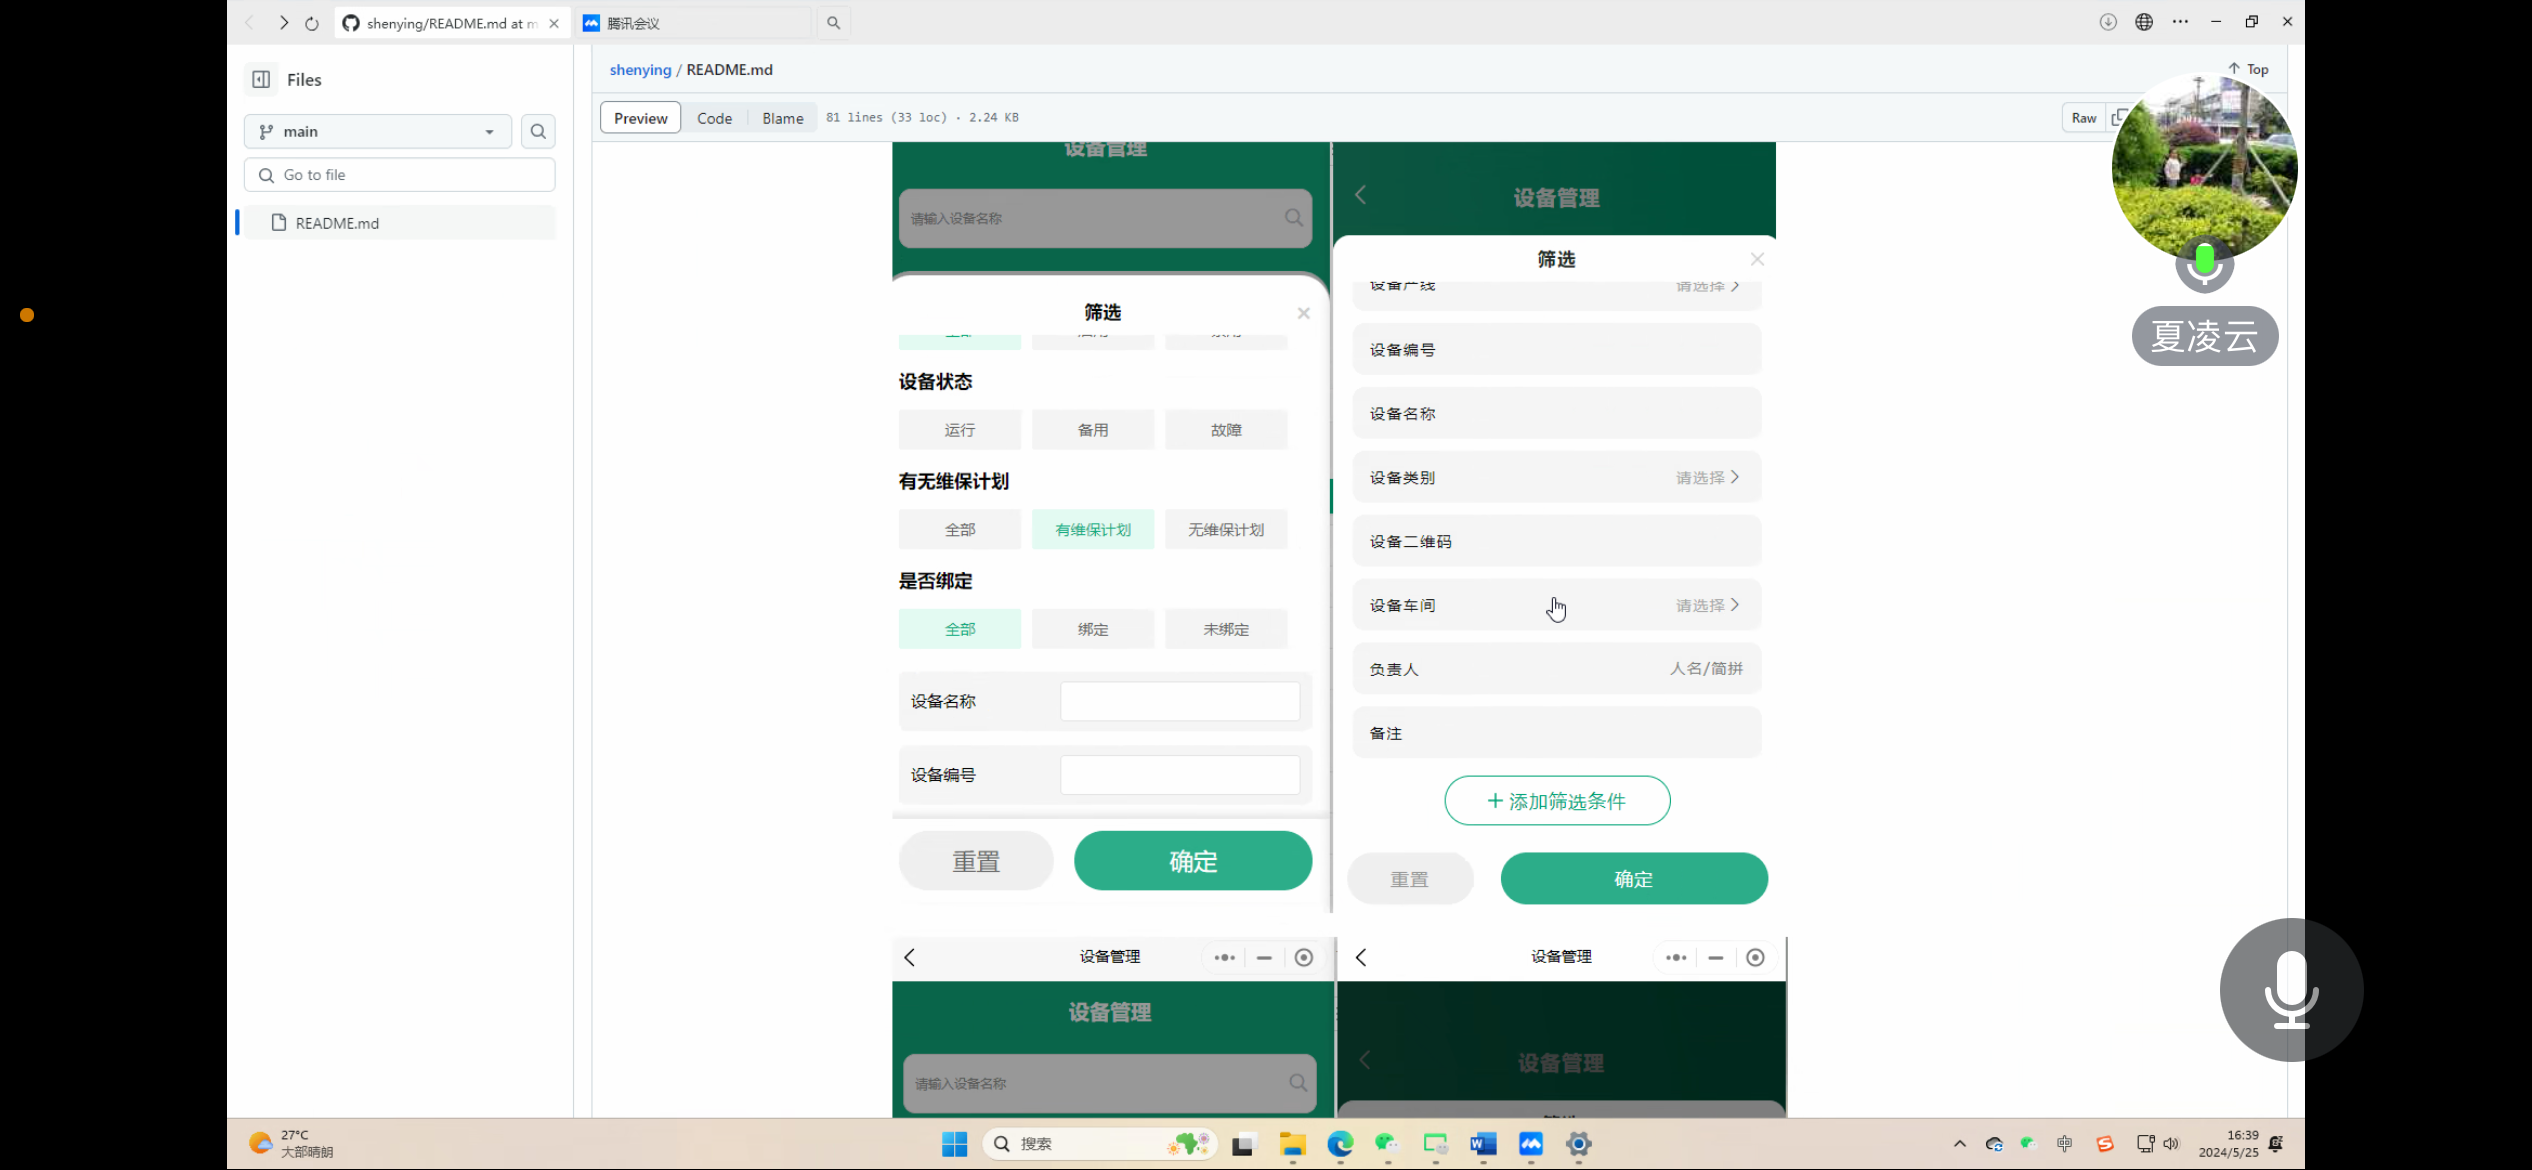 shenying/README.md at m
腾讯会议
Files
main
Go to file
README.md
shenying / README.md
Top
Preview Code Blame 81 lines (33 loc) · 2.24 KB
Raw
设备管理
请输入设备名称
筛选
设备状态
运行 备用 故障
有无维保计划
全部 有维保计划 无维保计划
是否绑定
全部 绑定 未绑定
设备名称
设备编号
重置 确定
设备管理
筛选
设备产线 请选择
设备编号
设备名称
设备类别 请选择
设备二维码
设备车间 请选择
负责人 人名/简拼
备注
+ 添加筛选条件
重置 确定
设备管理
设备管理
请输入设备名称
设备管理
设备管理
夏凌云
27°C
大部晴朗
搜索
中
16:39
2024/5/25